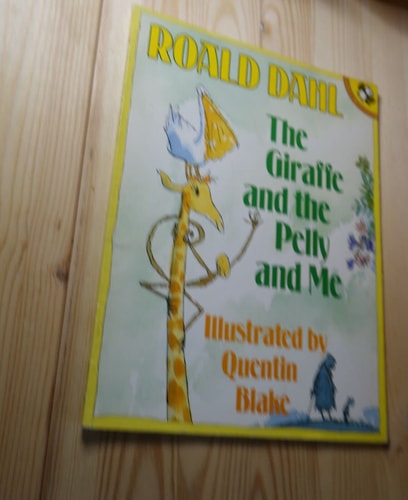 ROALD DAHL
The
Giraffe
and the
Pelly
and Me
Illustrated by
Quentin
Blake